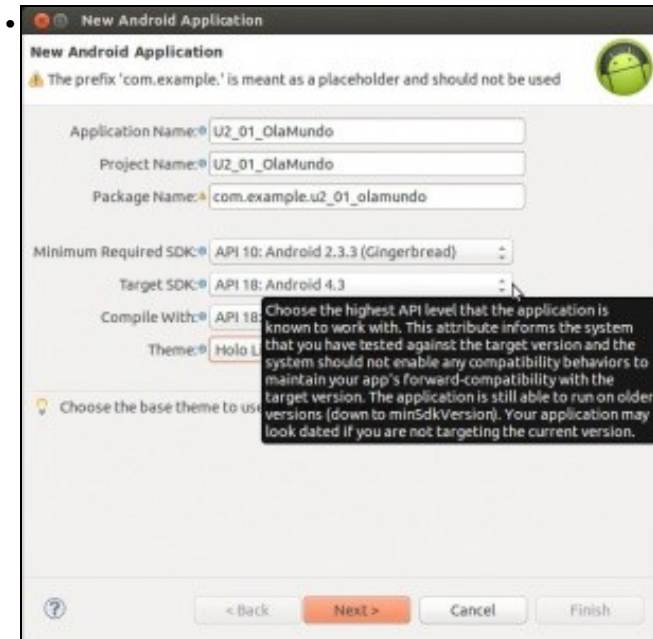 New Android Application
New Android Application
The prefix 'com.example.' is meant as a placeholder and should not be used
Application Name: U2_01_OlaMundo
Project Name: U2_01_OlaMundo
Package Name: com.example.u2_01_olamundo
Minimum Required SDK: API 10: Android 2.3.3 (Gingerbread)
Target SDK: API 18: Android 4.3
Compile With: API 18:
Theme: Holo Li
Choose the highest API level that the application is
known to work with. This attribute informs the system
that you have tested against the target version and the
system should not enable any compatibility behaviors to
maintain your app's forward-compatibility with the
target version. The application is still able to run on older
versions (down to minSdkVersion). Your application may
look dated if you are not targeting the current version.
Choose the base theme to use
< Back Next > Cancel Finish